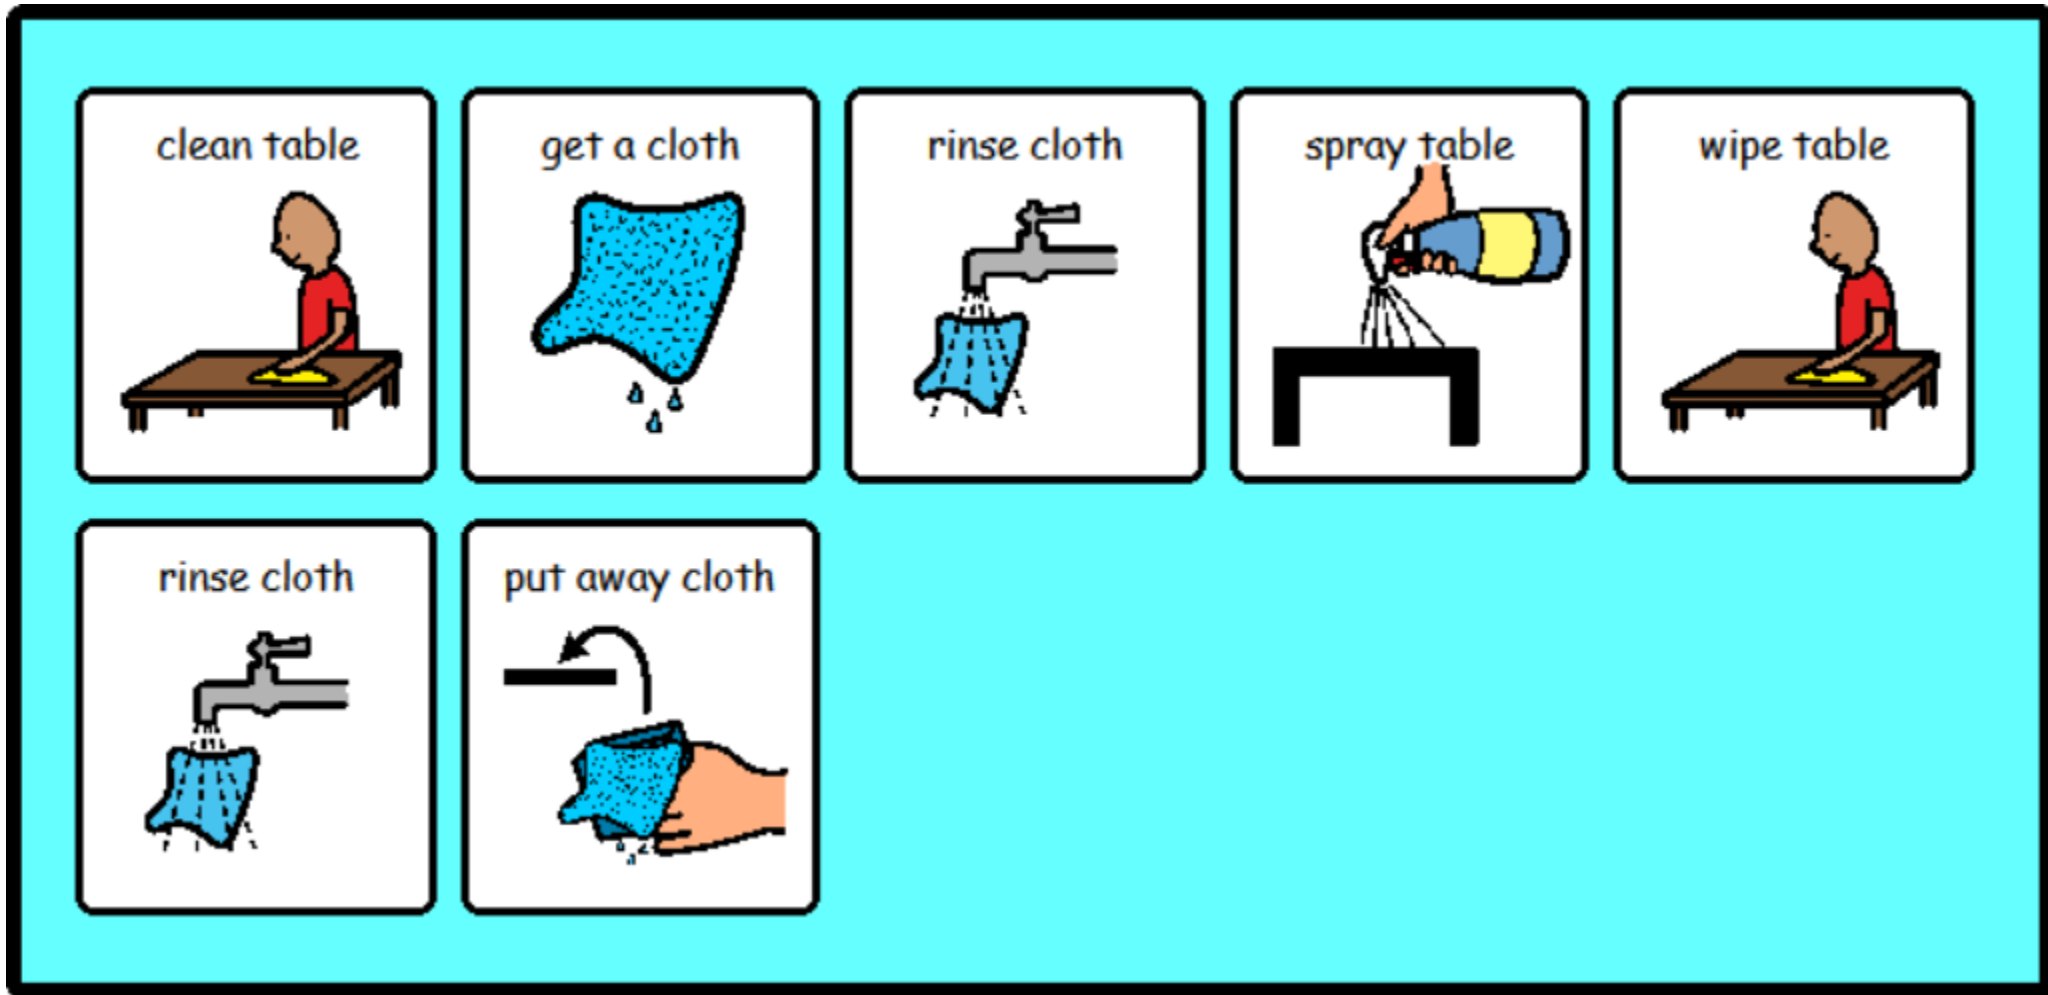 clean table
get a cloth
rinse cloth
spray table
wipe table
rinse cloth
put away cloth